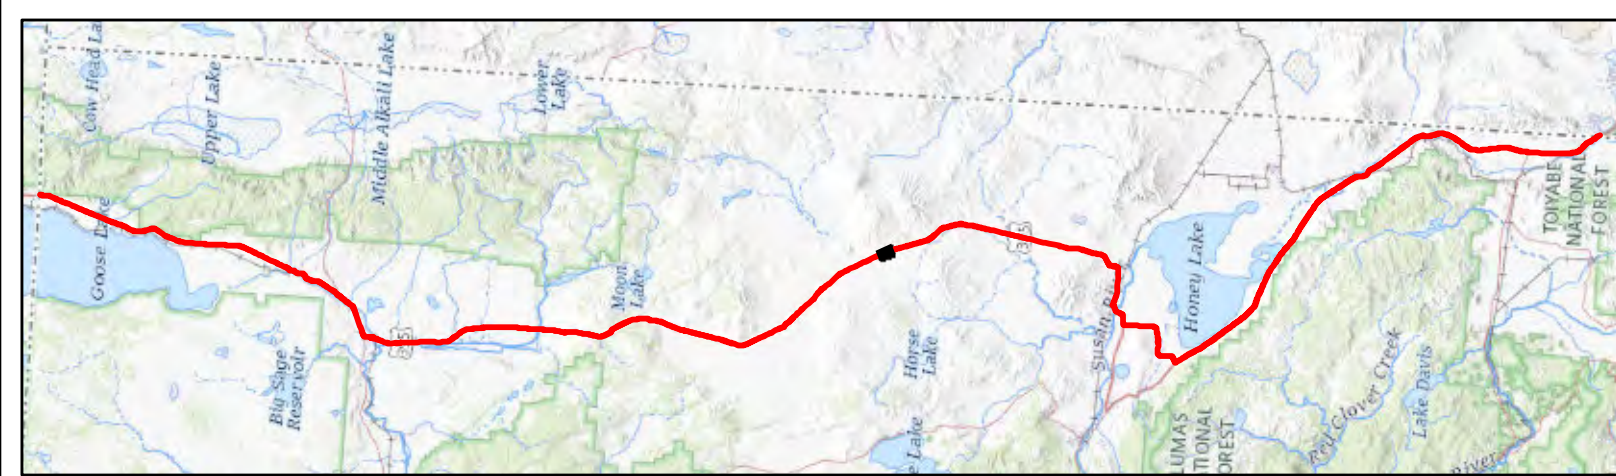 Cow Head La
Upper Lake
Middle Alkali Lake
Lower
Lake
Goose Lake
Big Sage
Reservoir
395
Moon
Lake
Horse
Lake
e Lake
395
Susan Ri
Honey Lake
LUMAS
TIONAL
OREST
Red Clover Creek
Lake Davis
River
TOIYABE
NATIONAL
FOREST